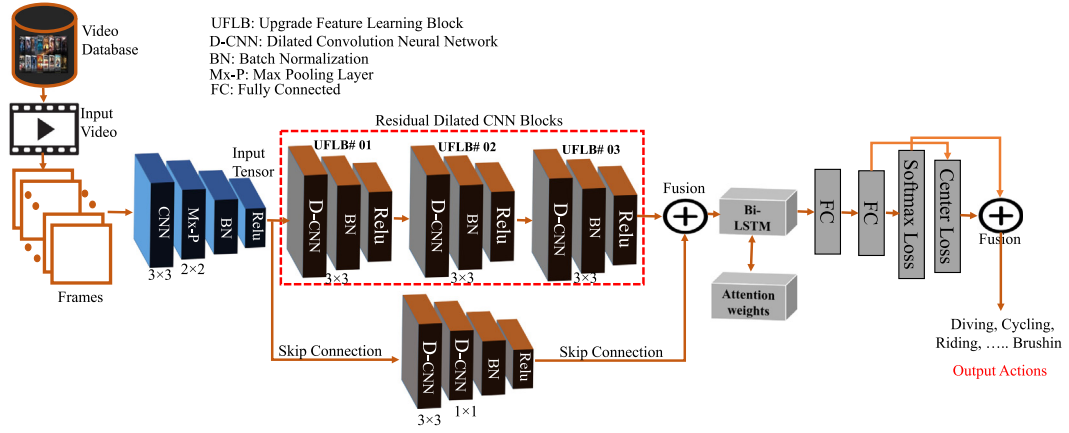 Video
Database
UFLB: Upgrade Feature Learning Block
D-CNN: Dilated Convolution Neural Network
BN: Batch Normalization
Mx-P: Max Pooling Layer
FC: Fully Connected
Input
Video
Frames
CNN
Mx-P
BN
Relu
3×3
2×2
Input
Tensor
Residual Dilated CNN Blocks
UFLB# 01
D-CNN
BN
Relu
3×3
UFLB# 02
D-CNN
BN
Relu
3×3
UFLB# 03
D-CNN
BN
Relu
3×3
Skip Connection
D-CNN
D-CNN
BN
Relu
3×3
1×1
Skip Connection
Fusion
Bi-
LSTM
Attention
weights
FC
FC
Softmax Loss
Center Loss
Fusion
Diving, Cycling,
Riding, ….. Brushin
Output Actions